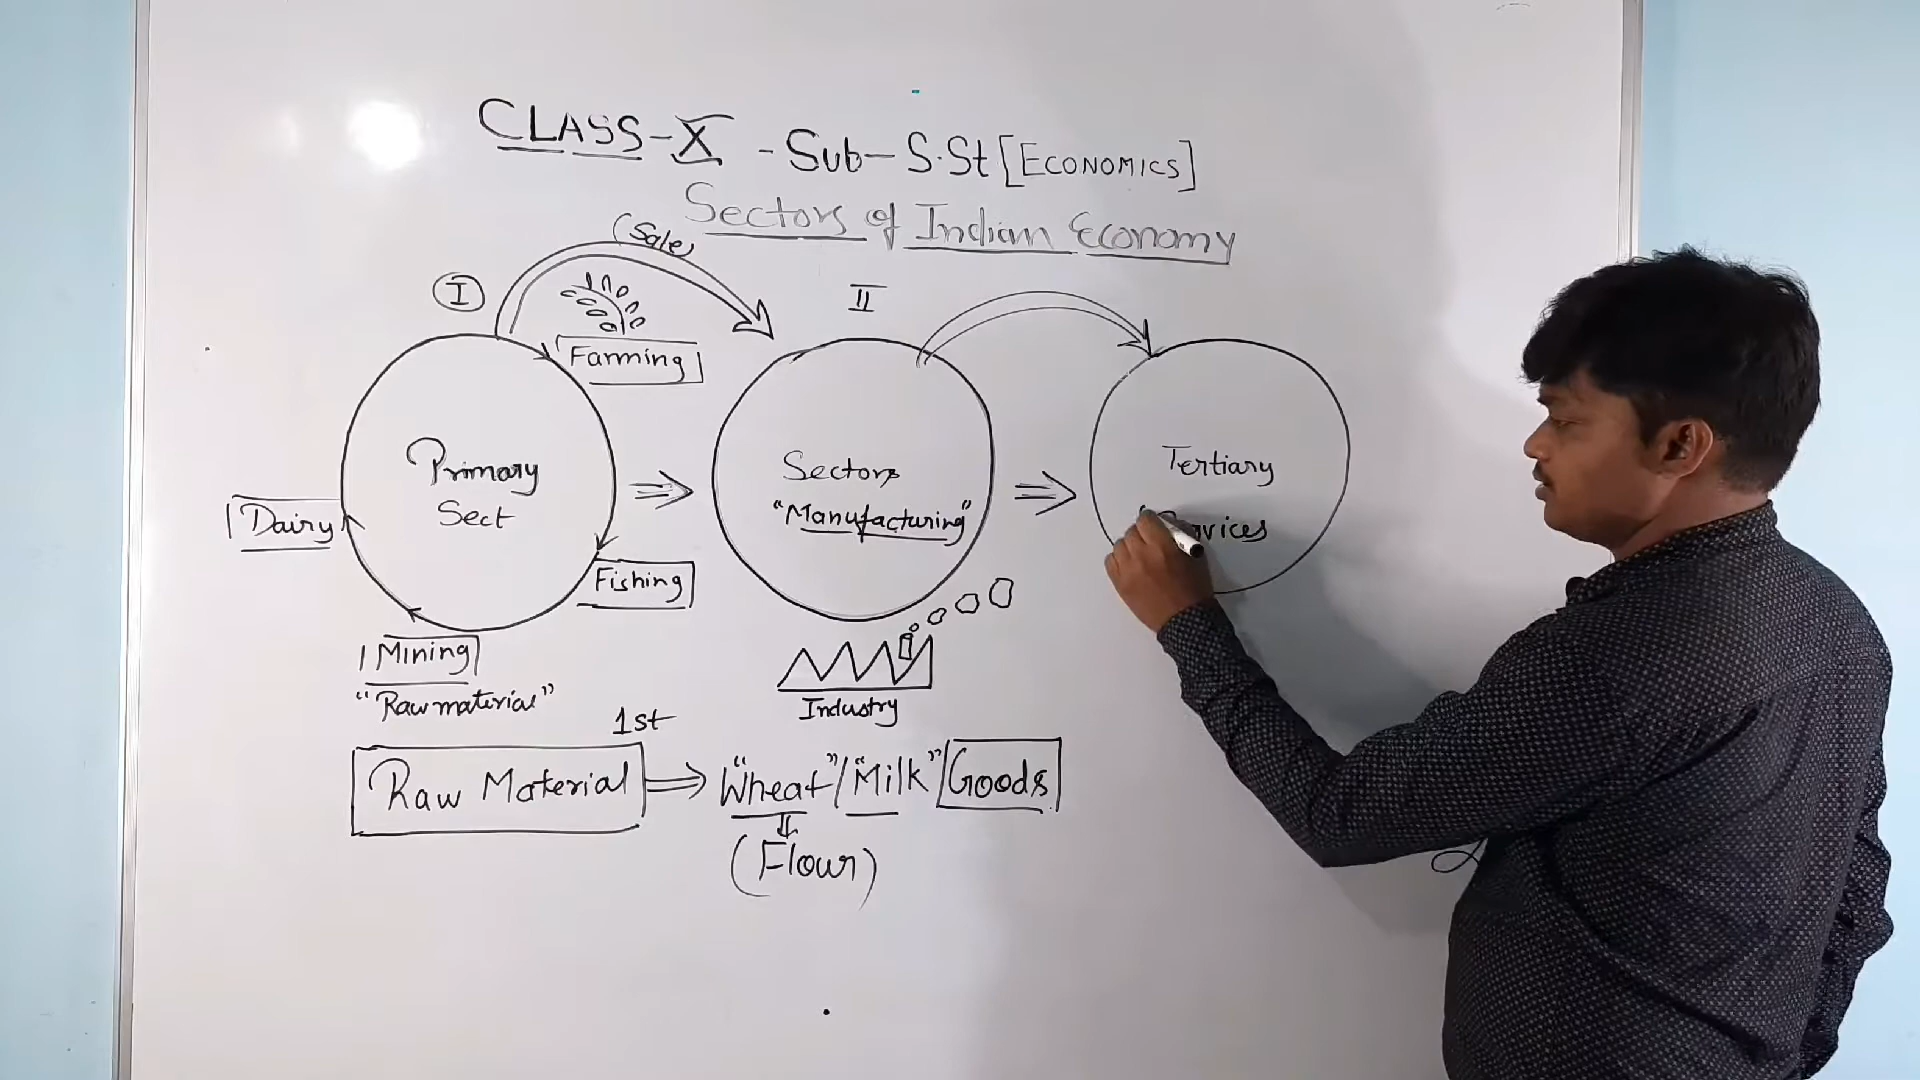 CLASS-X - Sub-S.St [ECONOMICS]
Sectors of Indian Economy
(Sale)
I
II
Farming
Primary
Sect
Dairy
Fishing
Mining
"Raw material"
Sectors
"Manufacturing"
Industry
Tertiary
1st
Raw Material ⇒ "Wheat"/"Milk"/Goods
(Flour)